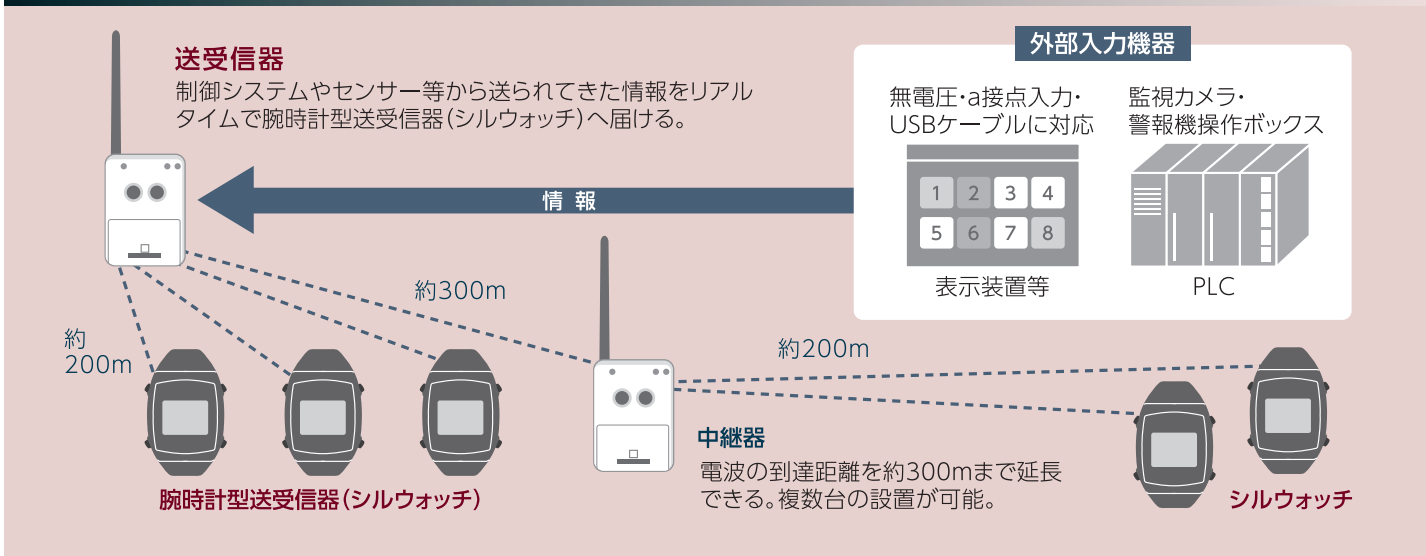 送受信器
制御システムやセンサー等から送られてきた情報をリアル
タイムで腕時計型送受信器(シルウォッチ)へ届ける。
外部入力機器
無電圧・a接点入力・
USBケーブルに対応
監視カメラ・
警報機操作ボックス
1 2 3 4
5 6 7 8
表示装置等
PLC
情報
約300m
約
200m
約200m
腕時計型送受信器(シルウォッチ)
中継器
電波の到達距離を約300mまで延長
できる。複数台の設置が可能。
シルウォッチ